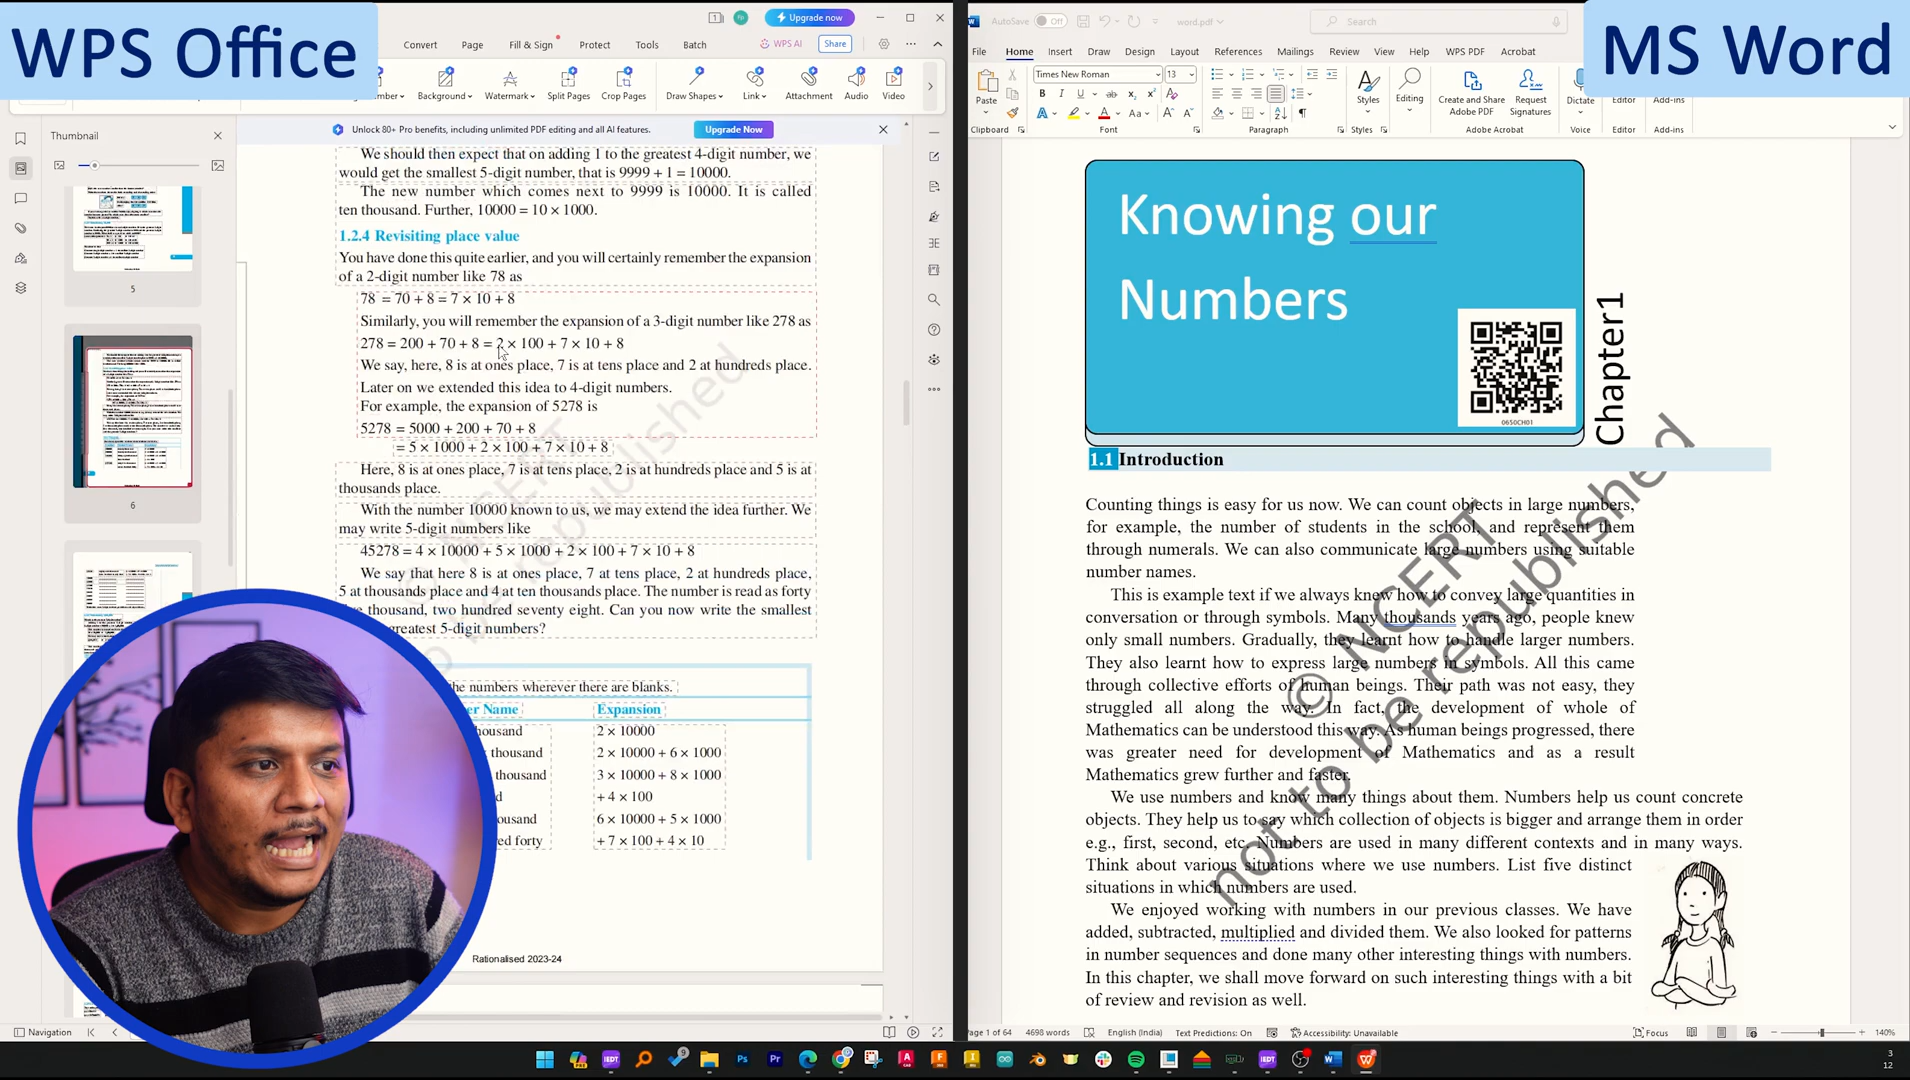 WPS Office
Upgrade now
Convert
Page
Fill & Sign
Protect
Tools
Batch
WPS AI
Share
Background
Watermark
Split Pages
Crop Pages
Draw Shapes
Link
Attachment
Audio
Video
Thumbnail
Unlock 80+ Pro benefits, including unlimited PDF editing and all AI features.
Upgrade Now
5
6
We should then expect that on adding 1 to the greatest 4-digit number, we
would get the smallest 5-digit number, that is 9999 + 1 = 10000.
The new number which comes next to 9999 is 10000. It is called
ten thousand. Further, 10000 = 10 × 1000.
1.2.4 Revisiting place value
You have done this quite earlier, and you will certainly remember the expansion
of a 2-digit number like 78 as
78 = 70 + 8 = 7 × 10 + 8
Similarly, you will remember the expansion of a 3-digit number like 278 as
278 = 200 + 70 + 8 = 2 × 100 + 7 × 10 + 8
We say, here, 8 is at ones place, 7 is at tens place and 2 at hundreds place.
Later on we extended this idea to 4-digit numbers.
For example, the expansion of 5278 is
5278 = 5000 + 200 + 70 + 8
= 5 × 1000 + 2 × 100 + 7 × 10 + 8
Here, 8 is at ones place, 7 is at tens place, 2 is at hundreds place and 5 is at
thousands place.
With the number 10000 known to us, we may extend the idea further. We
may write 5-digit numbers like
45278 = 4 × 10000 + 5 × 1000 + 2 × 100 + 7 × 10 + 8
We say that here 8 is at ones place, 7 at tens place, 2 at hundreds place,
5 at thousands place and 4 at ten thousands place. The number is read as forty
thousand, two hundred seventy eight. Can you now write the smallest
greatest 5-digit numbers?
the numbers wherever there are blanks.
Name
Expansion
2 × 10000
thousand
2 × 10000 + 6 × 1000
thousand
3 × 10000 + 8 × 1000
+ 4 × 100
6 × 10000 + 5 × 1000
forty
+ 7 × 100 + 4 × 10
Rationalised 2023-24
Navigation
MS Word
AutoSave
Off
word.pdf
Search
File
Home
Insert
Draw
Design
Layout
References
Mailings
Review
View
Help
WPS PDF
Acrobat
Times New Roman
13
Paste
Styles
Editing
Create and Share
Adobe PDF
Request
Signatures
Dictate
Editor
Add-ins
Clipboard
Font
Paragraph
Styles
Adobe Acrobat
Voice
Editor
Add-ins
Knowing our
Numbers
0650CH01
Chapter1
1.1 Introduction
Counting things is easy for us now. We can count objects in large numbers,
for example, the number of students in the school, and represent them
through numerals. We can also communicate large numbers using suitable
number names.
This is example text if we always knew how to convey large quantities in
conversation or through symbols. Many thousands years ago, people knew
only small numbers. Gradually, they learnt how to handle larger numbers.
They also learnt how to express large numbers in symbols. All this came
through collective efforts of human beings. Their path was not easy, they
struggled all along the way. In fact, the development of whole of
Mathematics can be understood this way. As human beings progressed, there
was greater need for development of Mathematics and as a result
Mathematics grew further and faster.
We use numbers and know many things about them. Numbers help us count concrete
objects. They help us to say which collection of objects is bigger and arrange them in order
e.g., first, second, etc. Numbers are used in many different contexts and in many ways.
Think about various situations where we use numbers. List five distinct
situations in which numbers are used.
We enjoyed working with numbers in our previous classes. We have
added, subtracted, multiplied and divided them. We also looked for patterns
in number sequences and done many other interesting things with numbers.
In this chapter, we shall move forward on such interesting things with a bit
of review and revision as well.
© NCERT
not to be republished
Page 1 of 64
4698 words
English (India)
Text Predictions: On
Accessibility: Unavailable
Focus
140%